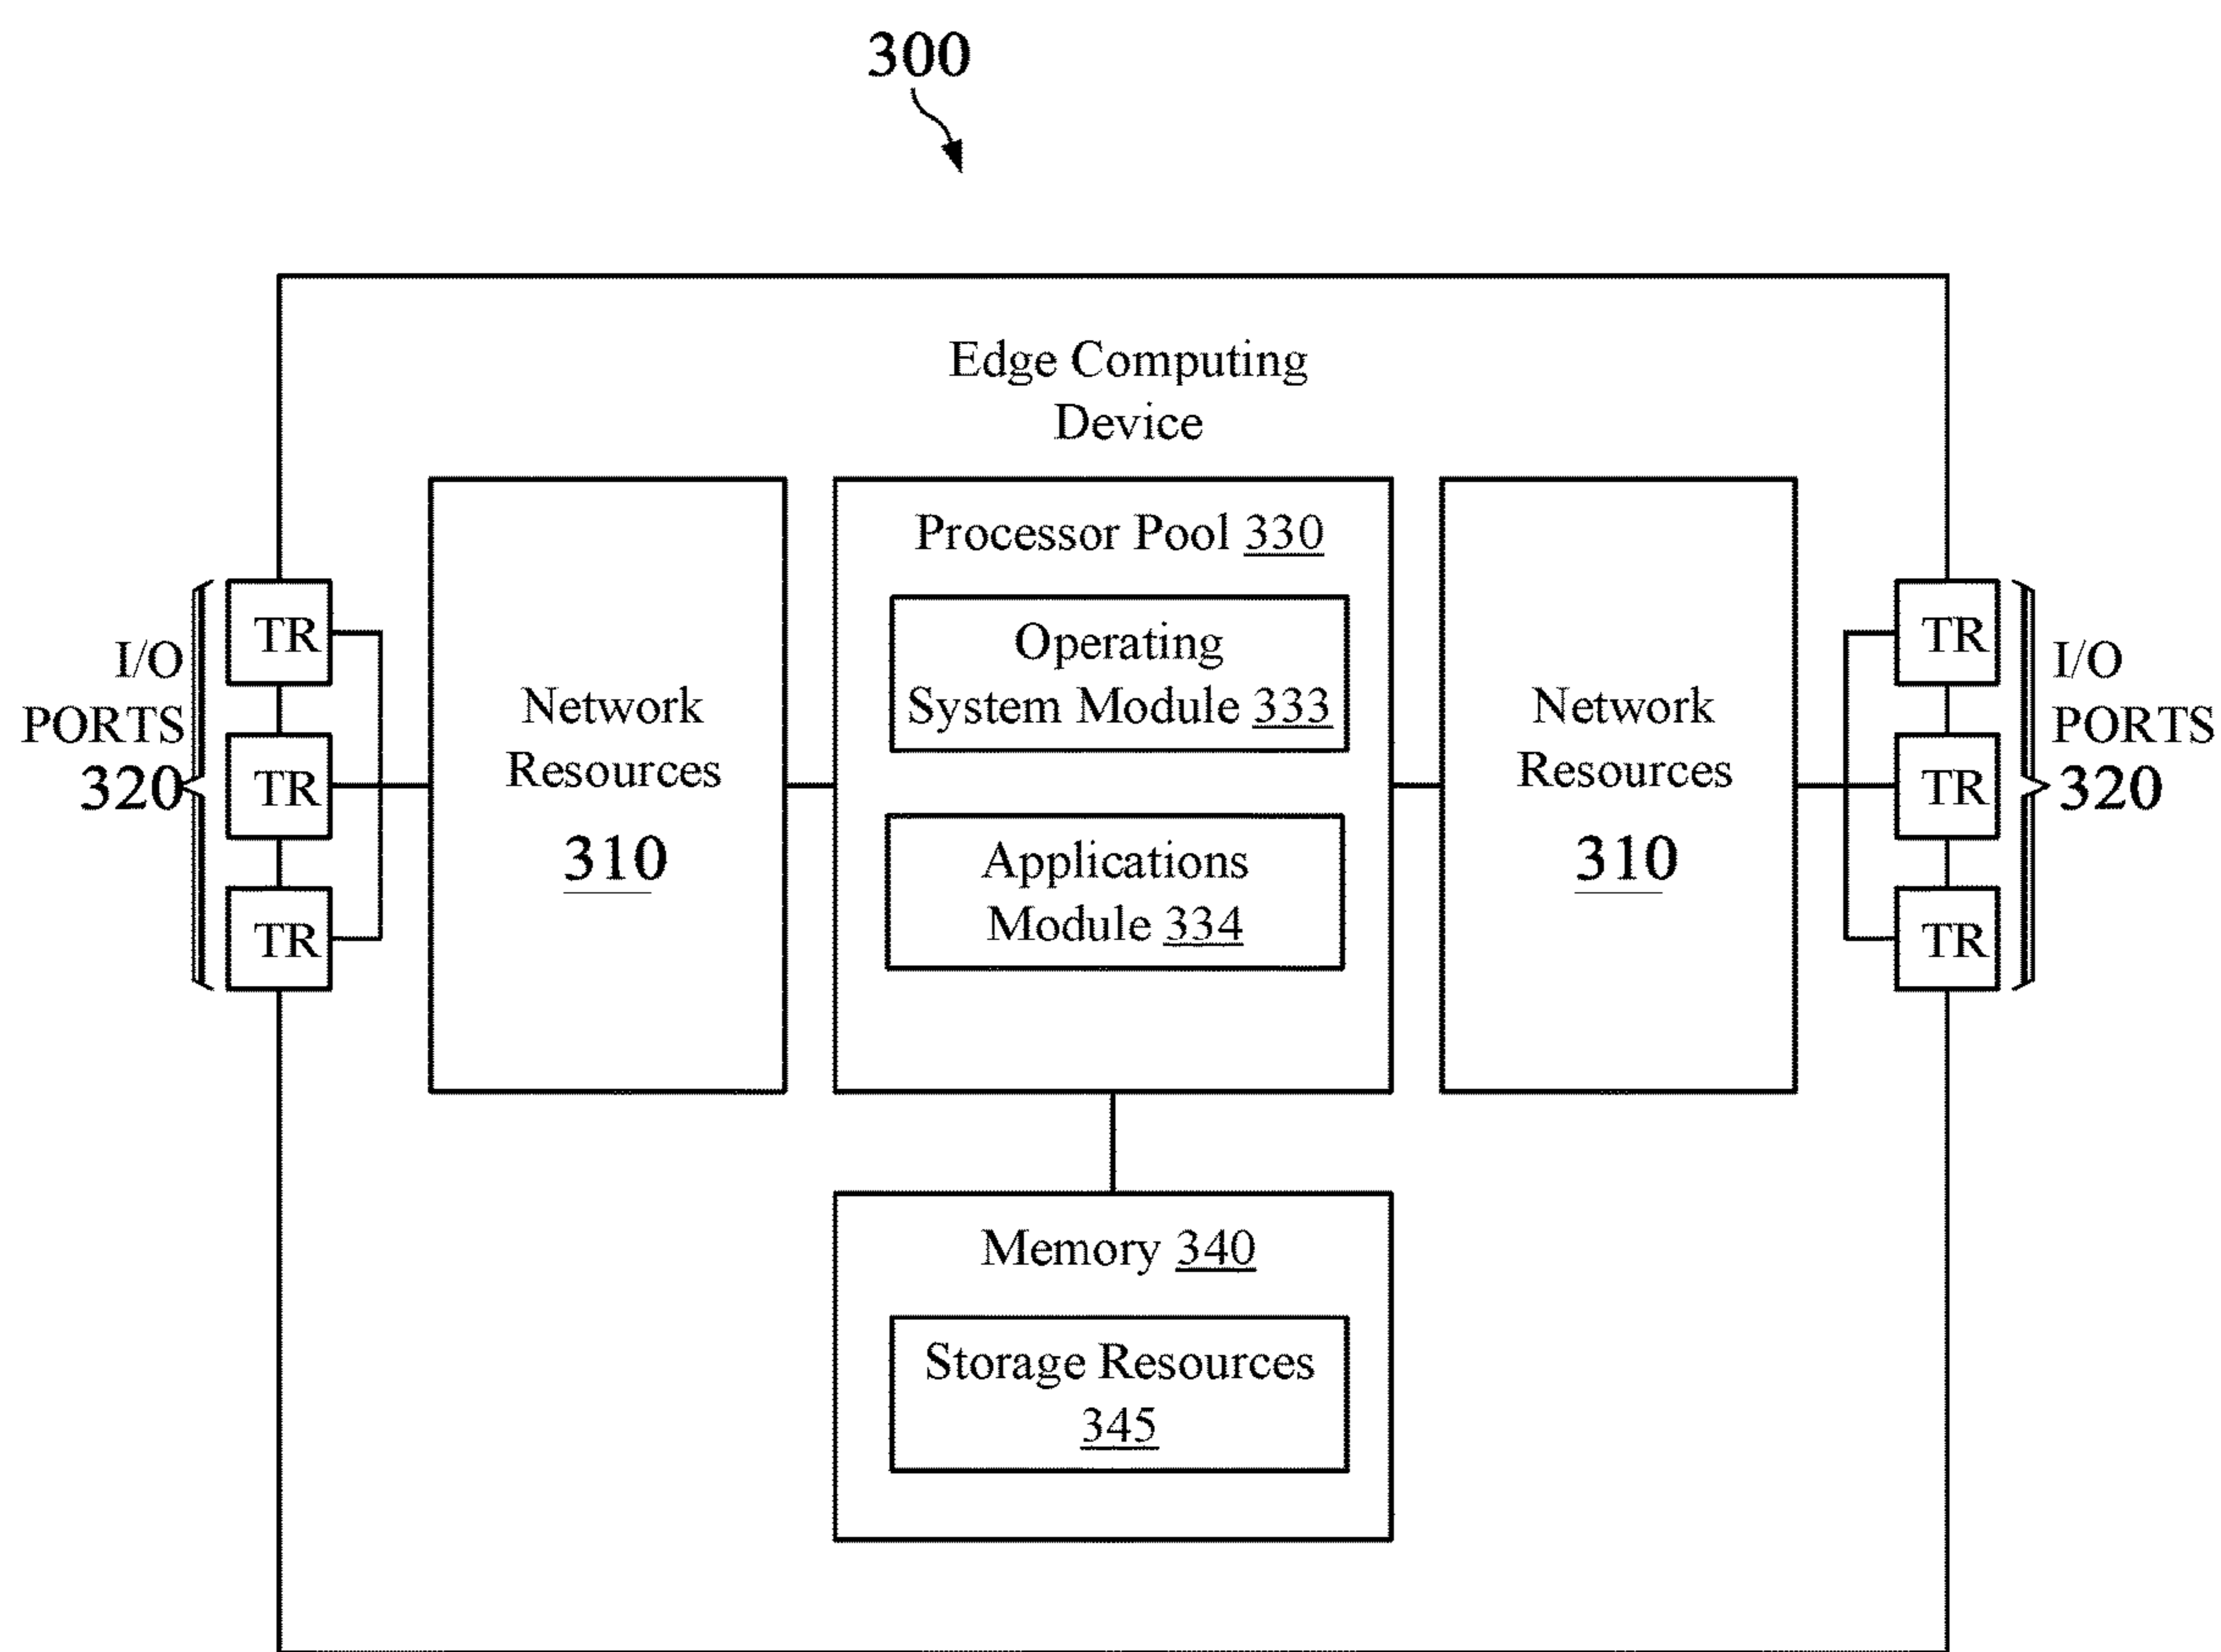 300
Edge Computing
Device
I/O
PORTS
320
TR
TR
TR
Network
Resources
310
Processor Pool 330
Operating
System Module 333
Applications
Module 334
Network
Resources
310
TR
TR
TR
I/O
PORTS
320
Memory 340
Storage Resources
345